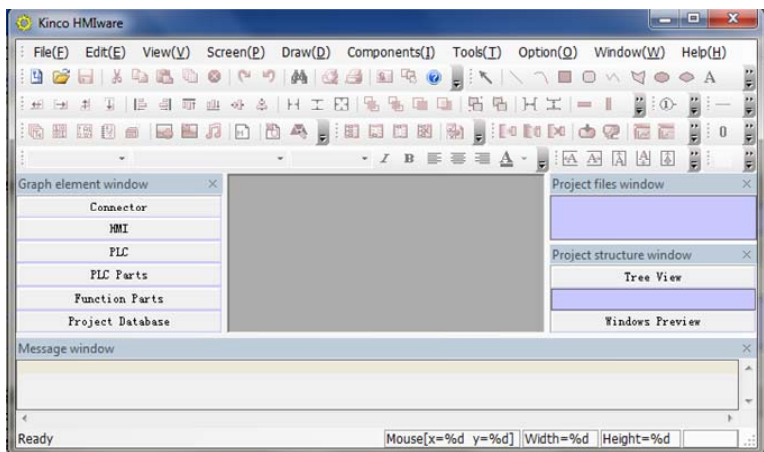 Kinco HMIware
File(F) Edit(E) View(V) Screen(P) Draw(D) Components(I) Tools(T) Option(O) Window(W) Help(H)
A
0
I B A
A A A A
Graph element window
Project files window
Connector
HMI
PLC
PLC Parts
Function Parts
Project Database
Project structure window
Tree View
Windows Preview
Message window
Ready
Mouse[x=%d y=%d] Width=%d Height=%d